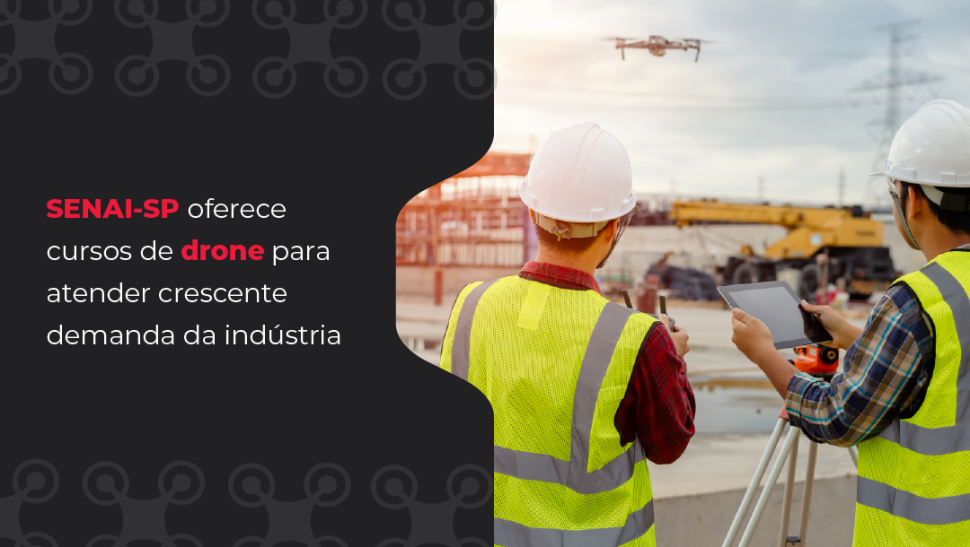 SENAI-SP oferece
cursos de drone para
atender crescente
demanda da indústria